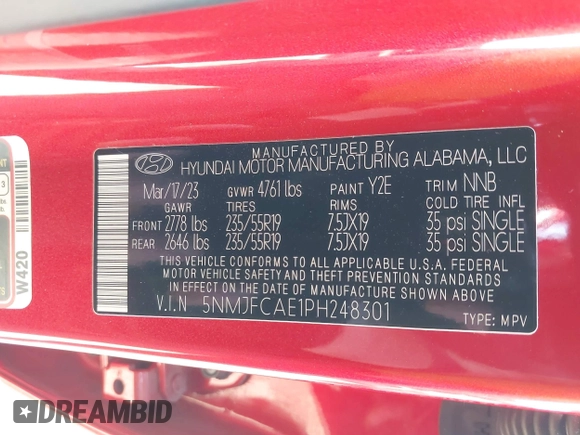 MANUFACTURED BY
HYUNDAI MOTOR MANUFACTURING ALABAMA, LLC
Mar/17/23 GVWR 4761 lbs PAINT Y2E TRIM NNB
GAWR TIRES RIMS COLD TIRE INFL
FRONT 2778 lbs 235/55R19 7.5JX19 35 psi SINGLE
REAR 2646 lbs 235/55R19 7.5JX19 35 psi SINGLE
THIS VEHICLE CONFORMS TO ALL APPLICABLE U.S.A. FEDERAL
MOTOR VEHICLE SAFETY AND THEFT PREVENTION STANDARDS IN
EFFECT ON THE DATE OF MANUFACTURE SHOWN ABOVE.
V.I.N 5NMJFCAE1PH248301
TYPE: MPV
W420
DREAMBID